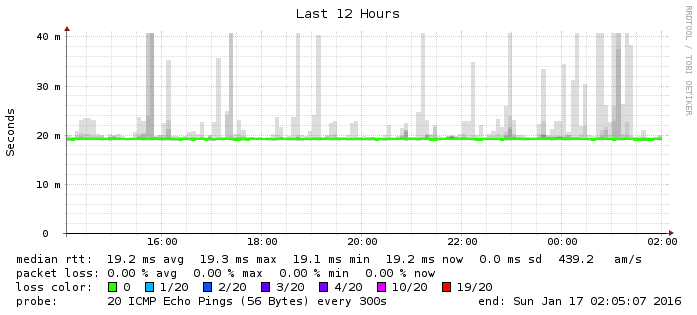 Last 12 Hours
RRDTOOL / TOBI OETIKER
Seconds
40 m
30 m
20 m
10 m
0
16:00 18:00 20:00 22:00 00:00 02:00
median rtt: 19.2 ms avg 19.3 ms max 19.1 ms min 19.2 ms now 0.0 ms sd 439.2 am/s
packet loss: 0.00 % avg 0.00 % max 0.00 % min 0.00 % now
loss color: 0 1/20 2/20 3/20 4/20 10/20 19/20
probe: 20 ICMP Echo Pings (56 Bytes) every 300s end: Sun Jan 17 02:05:07 2016